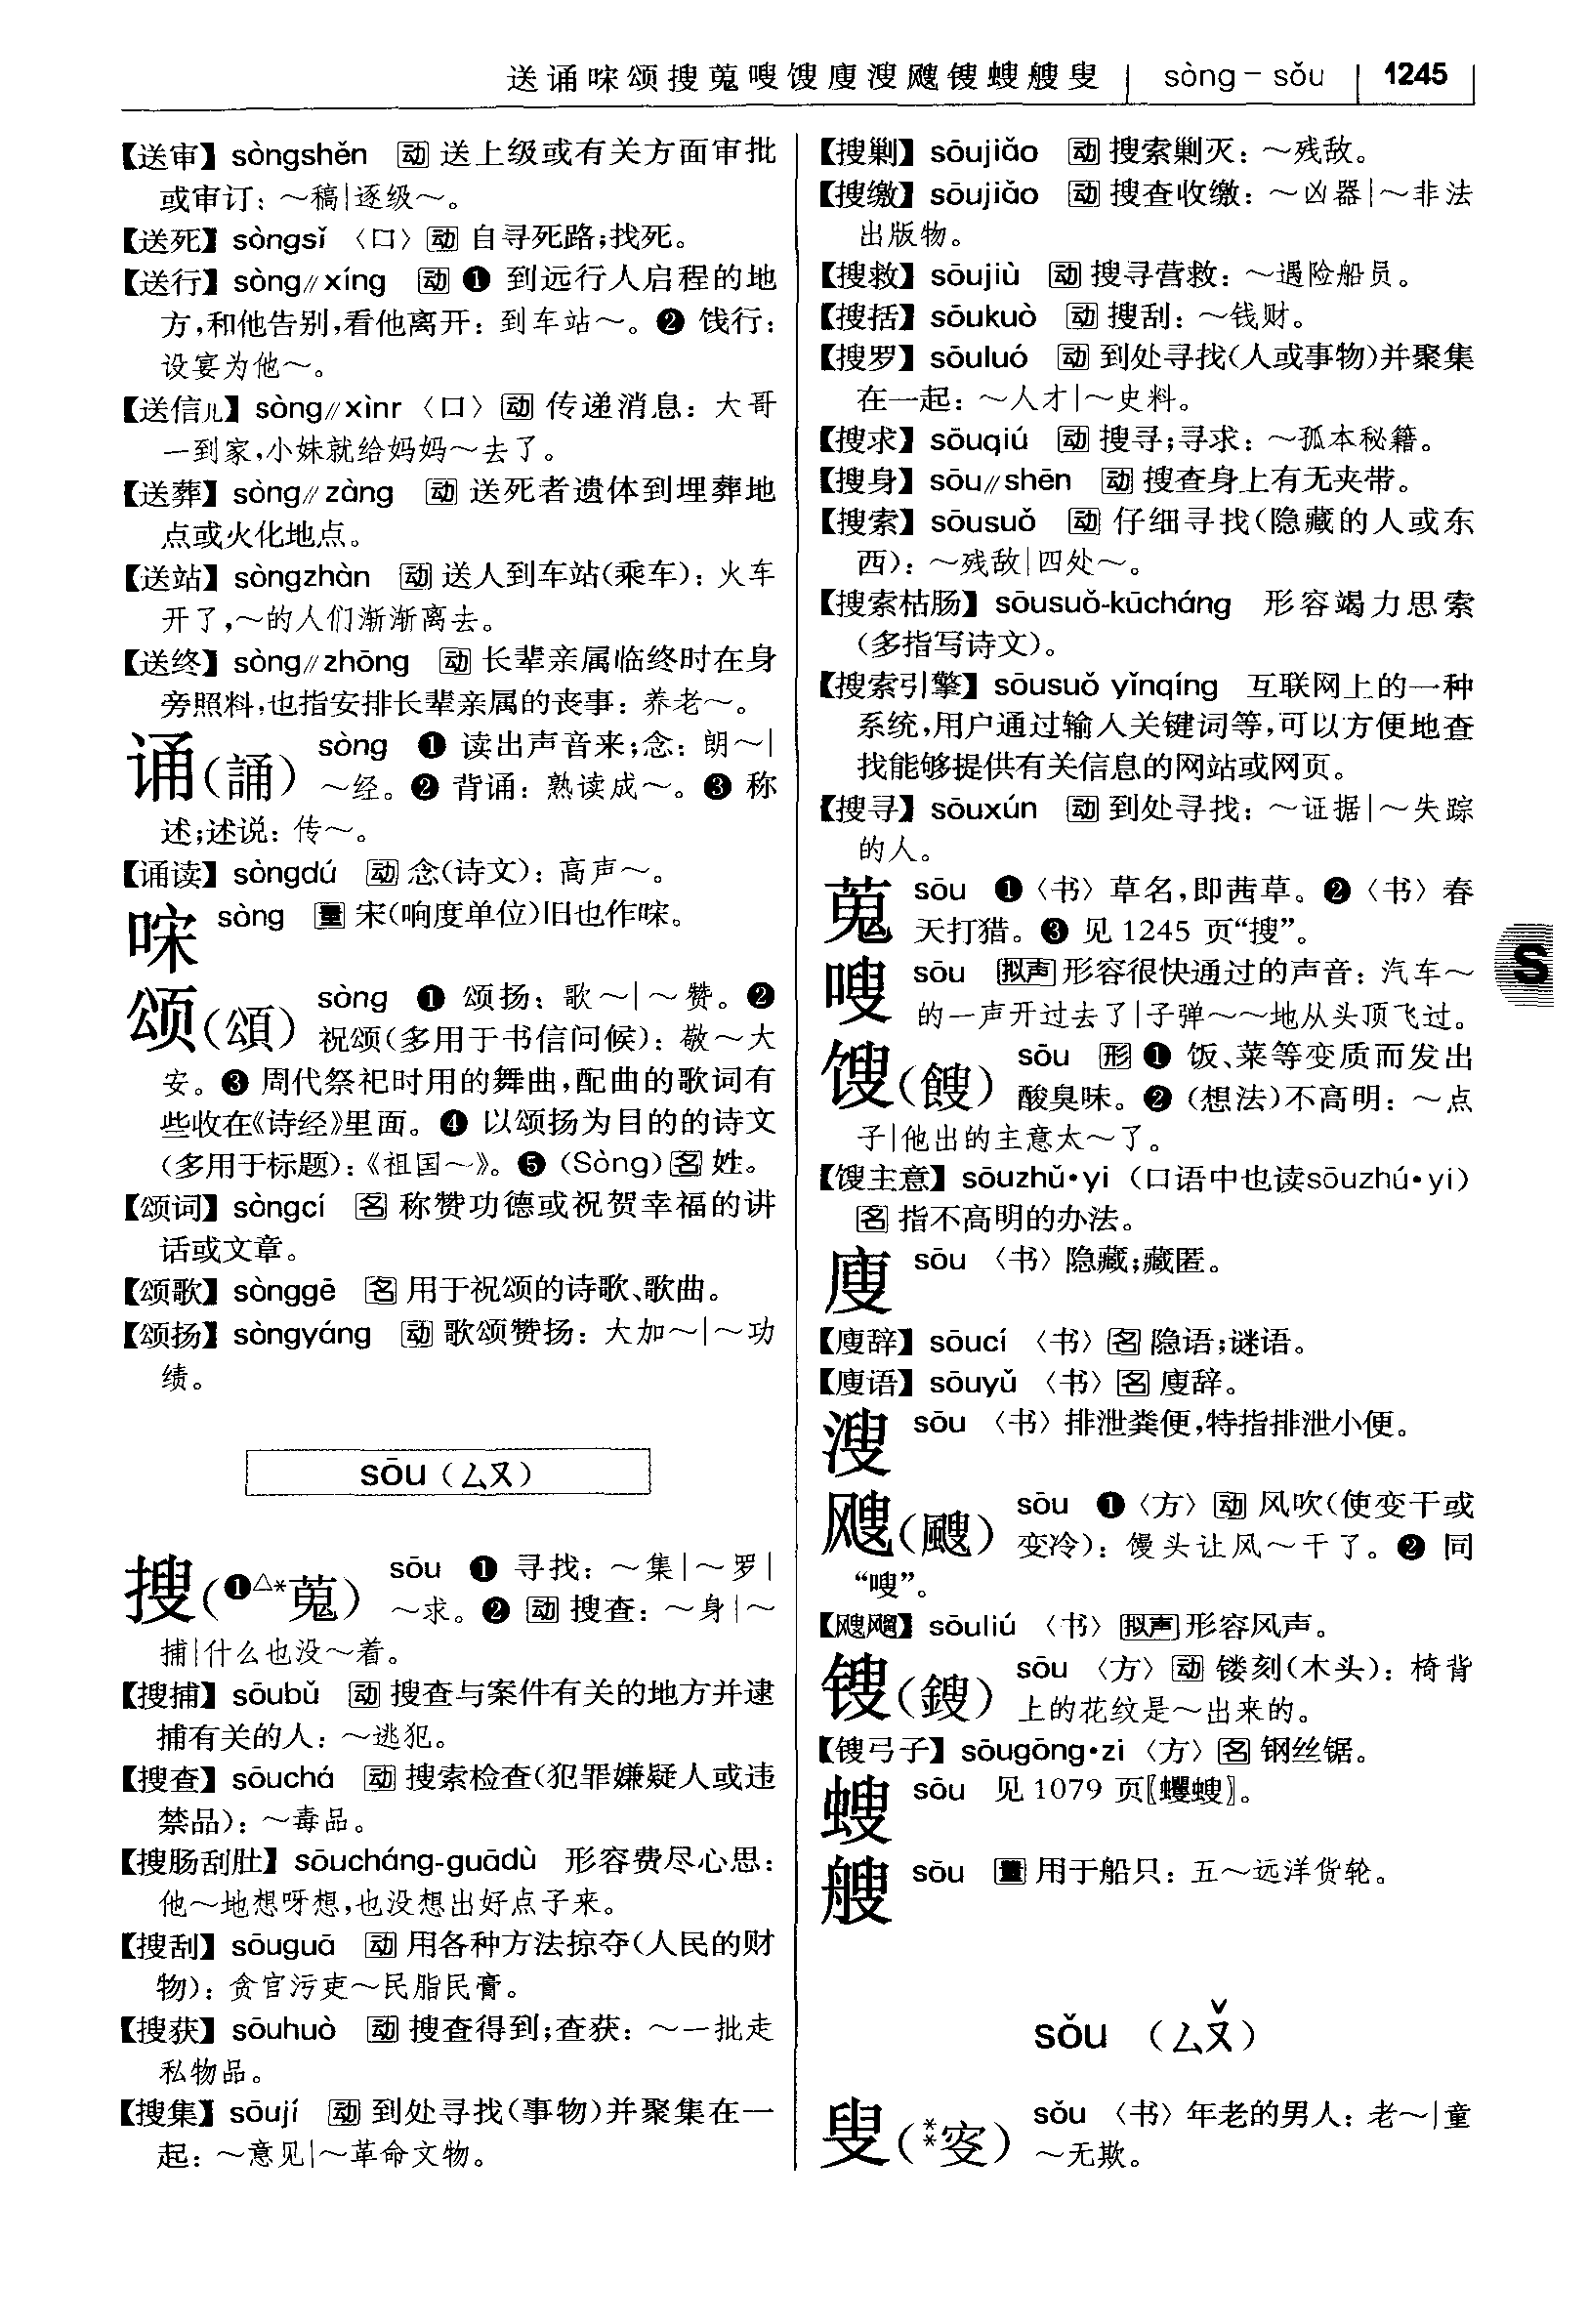 送诵㕬颂搜蒐嗖馊廋溲飕锼螋艘叟 sòng－sǒu 1245
【送审】sòngshěn 动 送上级或有关方面审批
或审订：～稿|逐级～。
【送死】sòngsǐ 〈口〉动 自寻死路;找死。
【送行】sòng∥xíng 动 ❶ 到远行人启程的地
方,和他告别,看他离开：到车站～。❷ 饯行：
设宴为他～。
【送信儿】sòng∥xìnr 〈口〉动 传递消息：大哥
一到家,小妹就给妈妈～去了。
【送葬】sòng∥zàng 动 送死者遗体到埋葬地
点或火化地点。
【送站】sòngzhàn 动 送人到车站(乘车)：火车
开了,～的人们渐渐离去。
【送终】sòng∥zhōng 动 长辈亲属临终时在身
旁照料,也指安排长辈亲属的丧事：养老～。
诵(誦) sòng ❶ 读出声音来;念：朗～|
～经。❷ 背诵：熟读成～。❸ 称
述;述说：传～。
【诵读】sòngdú 动 念(诗文)：高声～。
㕬 sòng 量 宋(响度单位)旧也作㕬。
颂(頌) sòng ❶ 颂扬：歌～|～赞。❷
祝颂(多用于书信问候)：敬～大
安。❸ 周代祭祀时用的舞曲,配曲的歌词有
些收在《诗经》里面。❹ 以颂扬为目的的诗文
(多用于标题)：《祖国～》。❺ (Sòng)名 姓。
【颂词】sòngcí 名 称赞功德或祝贺幸福的讲
话或文章。
【颂歌】sònggē 名 用于祝颂的诗歌、歌曲。
【颂扬】sòngyáng 动 歌颂赞扬：大加～|～功
绩。
sōu (ㄙㄡ)
搜(❶△*蒐) sōu ❶ 寻找：～集|～罗|
～求。❷ 动 搜查：～身|～
捕|什么也没～着。
【搜捕】sōubǔ 动 搜查与案件有关的地方并逮
捕有关的人：～逃犯。
【搜查】sōuchá 动 搜索检查(犯罪嫌疑人或违
禁品)：～毒品。
【搜肠刮肚】sōucháng-guādù 形容费尽心思：
他～地想呀想,也没想出好点子来。
【搜刮】sōuguā 动 用各种方法掠夺(人民的财
物)：贪官污吏～民脂民膏。
【搜获】sōuhuò 动 搜查得到;查获：～一批走
私物品。
【搜集】sōují 动 到处寻找(事物)并聚集在一
起：～意见|～革命文物。
【搜剿】sōujiǎo 动 搜索剿灭：～残敌。
【搜缴】sōujiǎo 动 搜查收缴：～凶器|～非法
出版物。
【搜救】sōujiù 动 搜寻营救：～遇险船员。
【搜括】sōukuò 动 搜刮：～钱财。
【搜罗】sōuluó 动 到处寻找(人或事物)并聚集
在一起：～人才|～史料。
【搜求】sōuqiú 动 搜寻;寻求：～孤本秘籍。
【搜身】sōu∥shēn 动 搜查身上有无夹带。
【搜索】sōusuǒ 动 仔细寻找(隐藏的人或东
西)：～残敌|四处～。
【搜索枯肠】sōusuǒ-kūcháng 形容竭力思索
(多指写诗文)。
【搜索引擎】sōusuǒ yǐnqíng 互联网上的一种
系统,用户通过输入关键词等,可以方便地查
找能够提供有关信息的网站或网页。
【搜寻】sōuxún 动 到处寻找：～证据|～失踪
的人。
蒐 sōu ❶〈书〉草名,即茜草。❷〈书〉春
天打猎。❸ 见 1245 页“搜”。
嗖 sōu 拟声 形容很快通过的声音：汽车～
的一声开过去了|子弹～～地从头顶飞过。
馊(餿) sōu 形 ❶ 饭、菜等变质而发出
酸臭味。❷ (想法)不高明：～点
子|他出的主意太～了。
【馊主意】sōuzhǔ•yi (口语中也读sōuzhú•yi)
名 指不高明的办法。
廋 sōu 〈书〉隐藏;藏匿。
【廋辞】sōucí 〈书〉名 隐语;谜语。
【廋语】sōuyǔ 〈书〉名 廋辞。
溲 sōu 〈书〉排泄粪便,特指排泄小便。
飕(颼) sōu ❶〈方〉动 风吹(使变干或
变冷)：馒头让风～干了。❷ 同
“嗖”。
【飕飗】sōuliú 〈书〉拟声 形容风声。
锼(鎪) sōu 〈方〉动 镂刻(木头)：椅背
上的花纹是～出来的。
【锼弓子】sōugōng•zi 〈方〉名 钢丝锯。
螋 sōu 见 1079 页〖蠼螋〗。
艘 sōu 量 用于船只：五～远洋货轮。
sǒu (ㄙㄡˇ)
叟(**叜) sǒu 〈书〉年老的男人：老～|童
～无欺。
S